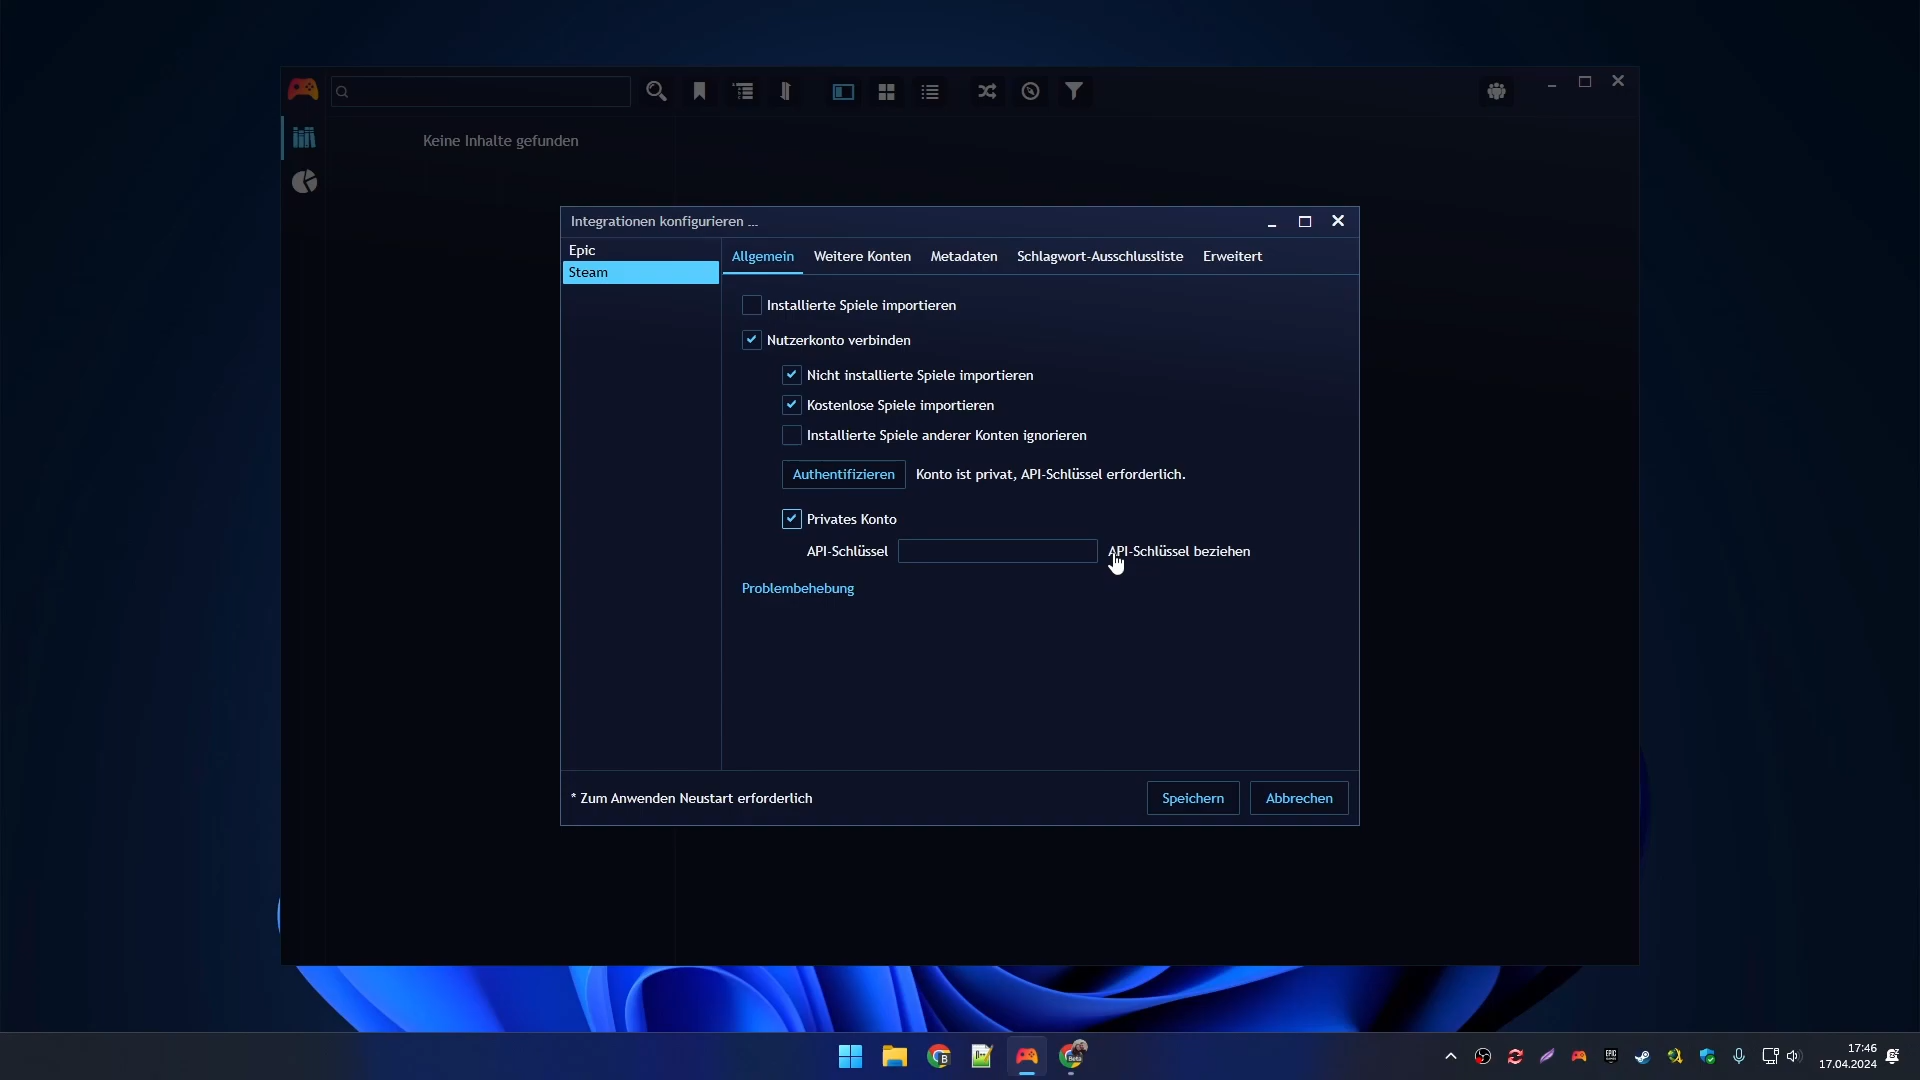 Keine Inhalte gefunden
Integrationen konfigurieren ...
Epic
Steam
Allgemein Weitere Konten Metadaten Schlagwort-Ausschlussliste Erweitert
Installierte Spiele importieren
Nutzerkonto verbinden
Nicht installierte Spiele importieren
Kostenlose Spiele importieren
Installierte Spiele anderer Konten ignorieren
Authentifizieren Konto ist privat, API-Schlüssel erforderlich.
Privates Konto
API-Schlüssel API-Schlüssel beziehen
Problembehebung
* Zum Anwenden Neustart erforderlich Speichern Abbrechen
17:46
17.04.2024